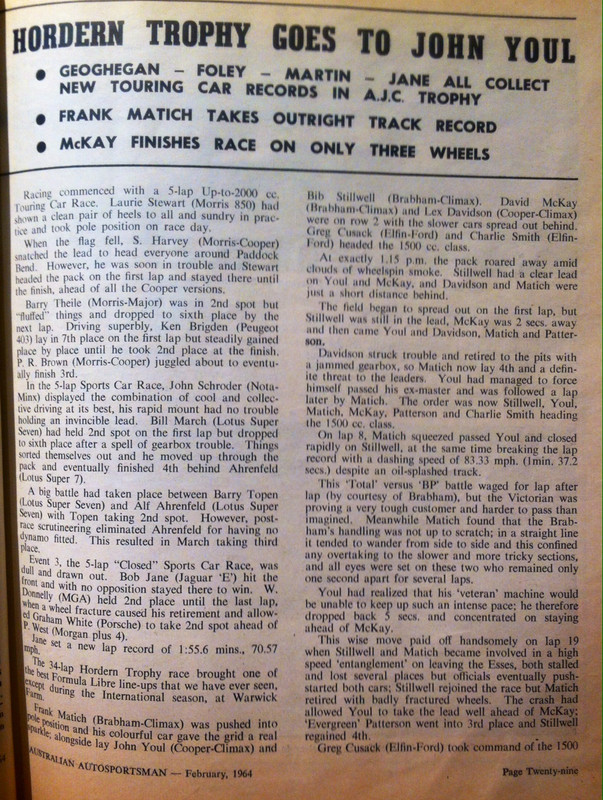 HORDERN TROPHY GOES TO JOHN YOUL
● GEOGHEGAN – FOLEY – MARTIN – JANE ALL COLLECT
NEW TOURING CAR RECORDS IN A.J.C. TROPHY
● FRANK MATICH TAKES OUTRIGHT TRACK RECORD
● McKAY FINISHES RACE ON ONLY THREE WHEELS
Racing commenced with a 5-lap Up-to-2000 cc.
Touring Car Race. Laurie Stewart (Morris 850) had
shown a clean pair of heels to all and sundry in prac-
tice and took pole position on race day.
When the flag fell, S. Harvey (Morris-Cooper)
snatched the lead to head everyone around Paddock
Bend. However, he was soon in trouble and Stewart
headed the pack on the first lap and stayed there until
the finish, ahead of all the Cooper versions.
Barry Theile (Morris-Major) was in 2nd spot but
"fluffed" things and dropped to sixth place by the
next lap. Driving superbly, Ken Brigden (Peugeot
403) lay in 7th place on the first lap but steadily gained
place by place until he took 2nd place at the finish.
P. R. Brown (Morris-Cooper) juggled about to eventu-
ally finish 3rd.
In the 5-lap Sports Car Race, John Schroder (Nota-
Minx) displayed the combination of cool and collec-
tive driving at its best, his rapid mount had no trouble
holding an invincible lead. Bill March (Lotus Super
Seven) had held 2nd spot on the first lap but dropped
to sixth place after a spell of gearbox trouble. Things
sorted themselves out and he moved up through the
pack and eventually finished 4th behind Ahrenfeld
(Lotus Super 7).
A big battle had taken place between Barry Topen
(Lotus Super Seven) and Alf Ahrenfeld (Lotus Super
Seven) with Topen taking 2nd spot. However, post-
race scrutineering eliminated Ahrenfeld for having no
dynamo fitted. This resulted in March taking third
place.
Event 3, the 5-lap "Closed" Sports Car Race, was
dull and drawn out. Bob Jane (Jaguar 'E') hit the
front and with no opposition stayed there to win. W.
Donnelly (MGA) held 2nd place until the last lap,
when a wheel fracture caused his retirement and allow-
ed Graham White (Porsche) to take 2nd spot ahead of
P. West (Morgan plus 4).
Jane set a new lap record of 1:55.6 mins., 70.57
mph.
The 34-lap Hordern Trophy race brought one of
the best Formula Libre line-ups that we have ever seen,
except during the International season, at Warwick
Farm.
Frank Matich (Brabham-Climax) was pushed into
pole position and his colourful car gave the grid a real
sparkle; alongside lay John Youl (Cooper-Climax) and
Bib Stillwell (Brabham-Climax). David McKay
(Brabham-Climax) and Lex Davidson (Cooper-Climax)
were on row 2 with the slower cars spread out behind.
Greg Cusack (Elfin-Ford) and Charlie Smith (Elfin-
Ford) headed the 1500 cc. class.
At exactly 1.15 p.m. the pack roared away amid
clouds of wheelspin smoke. Stillwell had a clear lead
on Youl and McKay, and Davidson and Matich were
just a short distance behind.
The field began to spread out on the first lap, but
Stillwell was still in the lead, McKay was 2 secs. away
and then came Youl and Davidson, Matich and Patter-
son,
Davidson struck trouble and retired to the pits with
a jammed gearbox, so Matich now lay 4th and a defin-
ite threat to the leaders. Youl had managed to force
himself passed his ex-master and was followed a lap
later by Matich. The order was now Stillwell, Youl,
Matich, McKay, Patterson and Charlie Smith heading
the 1500 cc. class.
On lap 8, Matich squeezed passed Youl and closed
rapidly on Stillwell, at the same time breaking the lap
record with a dashing speed of 83.33 mph. (1min. 37.2
secs.) despite an oil-splashed track.
This 'Total' versus 'BP' battle waged for lap after
lap (by courtesy of Brabham), but the Victorian was
proving a very tough customer and harder to pass than
imagined. Meanwhile Matich found that the Brab-
ham's handling was not up to scratch; in a straight line
it tended to wander from side to side and this confined
any overtaking to the slower and more tricky sections,
and all eyes were set on these two who remained only
one second apart for several laps.
Youl had realized that his 'veteran' machine would
be unable to keep up such an intense pace; he therefore
dropped back 5 secs. and concentrated on staying
ahead of McKay.
This wise move paid off handsomely on lap 19
when Stillwell and Matich became involved in a high
speed 'entanglement' on leaving the Esses, both stalled
and lost several places but officials eventually push-
started both cars; Stillwell rejoined the race but Matich
retired with badly fractured wheels. The crash had
allowed Youl to take the lead well ahead of McKay;
'Evergreen' Patterson went into 3rd place and Stillwell
regained 4th.
Greg Cusack (Elfin-Ford) took command of the 1500
AUSTRALIAN AUTOSPORTSMAN — February, 1964
Page Twenty-nine